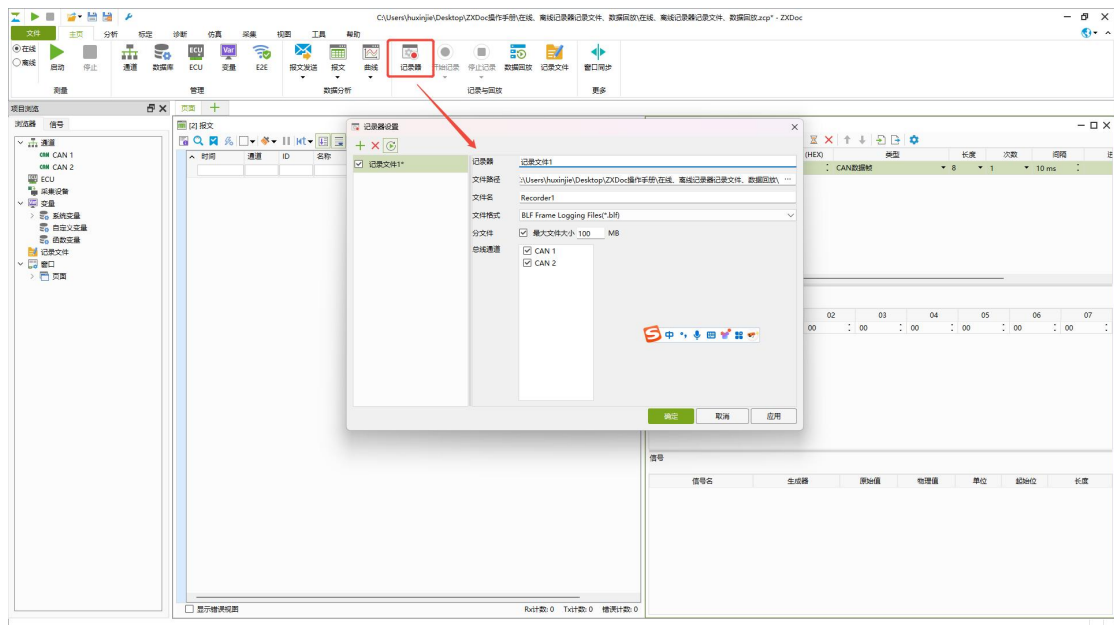 C:\Users\huxinjie\Desktop\ZXDoc操作手册\在线、离线记录器记录文件、数据回放\在线、离线记录器记录文件、数据回放.zcp* - ZXDoc
文件 主页 分析 标定 诊断 仿真 采集 视图 工具 帮助
在线
离线
启动 停止 通道 数据库 ECU 变量 E2E 报文发送 报文 曲线 记录器 开始记录 停止记录 数据回放 记录文件 窗口同步
测量 管理 数据分析 记录与回放 更多
项目浏览 页面
浏览器 信号
通道
CAN 1
CAN 2
ECU
采集设备
变量
系统变量
自定义变量
函数变量
记录文件
窗口
页面
[2] 报文
时间 通道 ID 名称
记录器设置
记录文件1*
记录器 记录文件1
文件路径 :\Users\huxinjie\Desktop\ZXDoc操作手册\在线、离线记录器记录文件、数据回放\ ...
文件名 Recorder1
文件格式 BLF Frame Logging Files(*.blf)
分文件 最大文件大小 100 MB
总线通道 CAN 1
CAN 2
中
确定 取消 应用
(HEX) 类型 长度 次数 间隔
CAN数据帧 8 1 10 ms
02 03 04 05 06 07
00 00 00 00 00 00
信号
信号名 生成器 原始值 物理值 单位 起始位 长度
显示错误视图 Rx计数: 0 Tx计数: 0 错误计数: 0